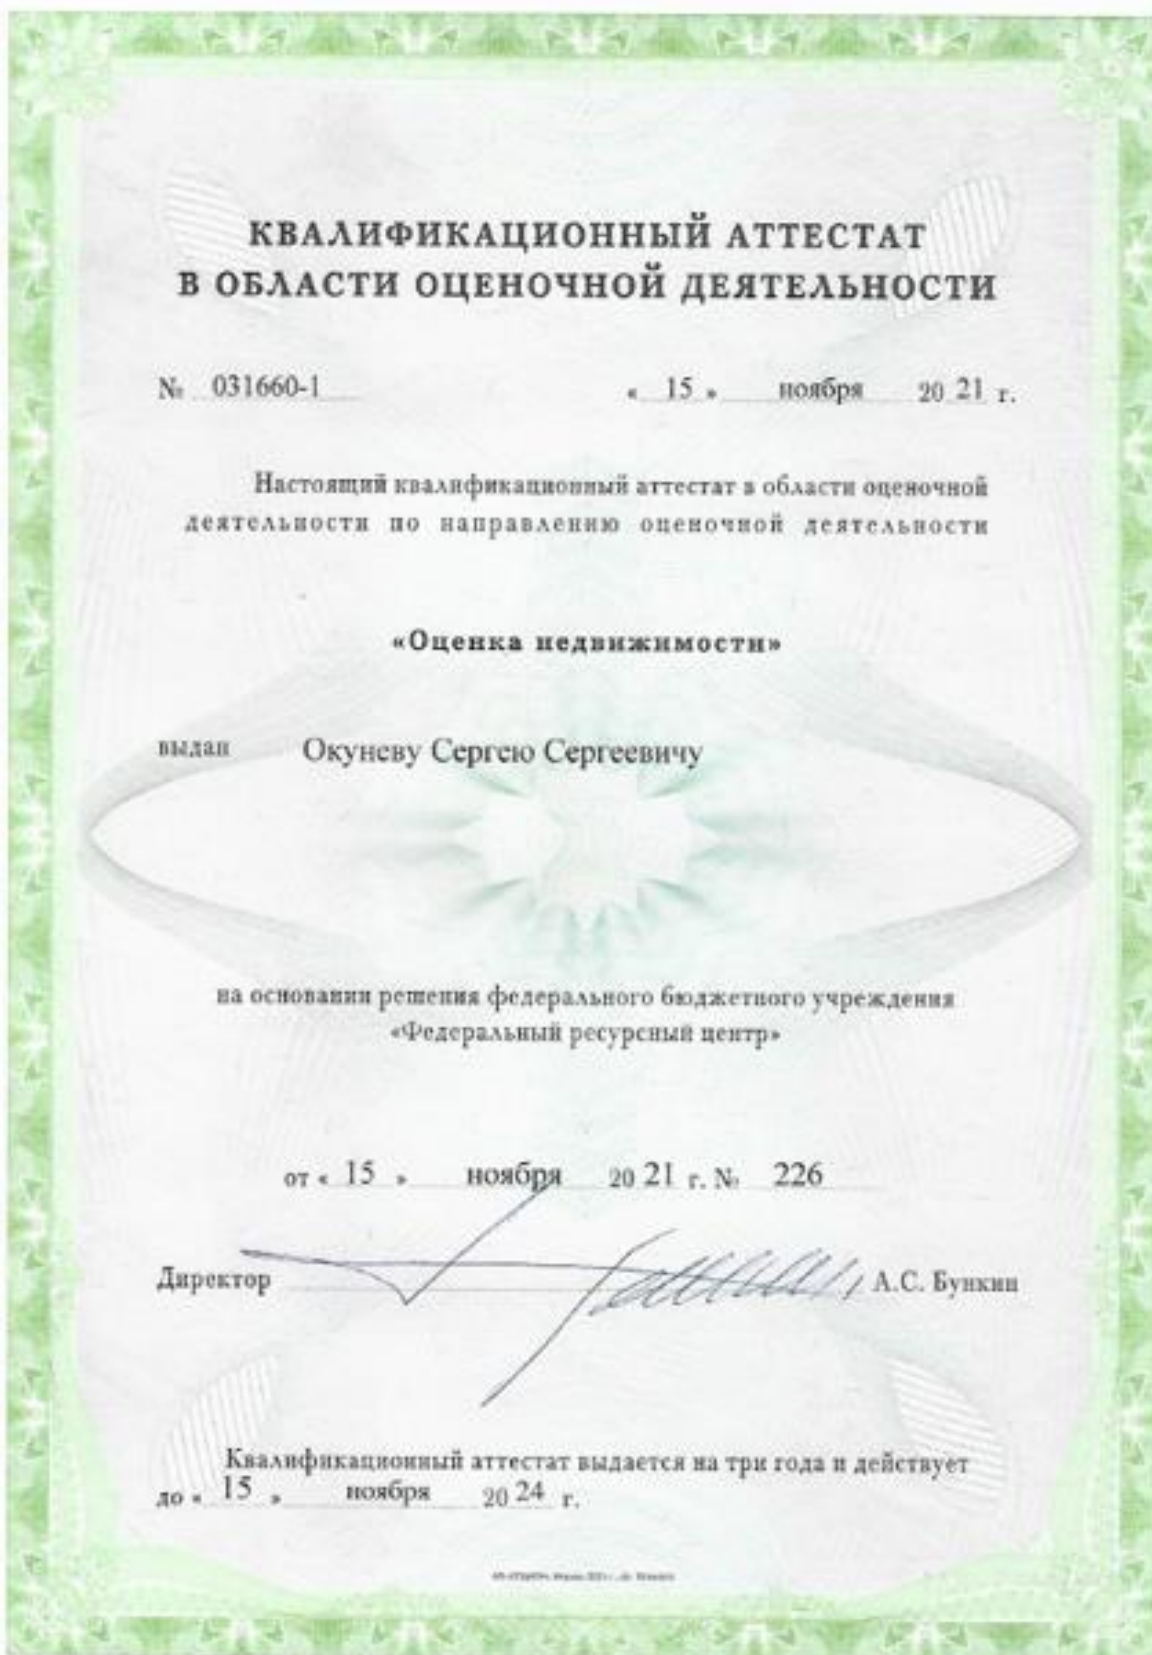 КВАЛИФИКАЦИОННЫЙ АТТЕСТАТ
В ОБЛАСТИ ОЦЕНОЧНОЙ ДЕЯТЕЛЬНОСТИ
№ 031660-1 « 15 » ноября 20 21 г.
Настоящий квалификационный аттестат в области оценочной
деятельности по направлению оценочной деятельности
«Оценка недвижимости»
выдан Окуневу Сергею Сергеевичу
на основании решения федерального бюджетного учреждения
«Федеральный ресурсный центр»
от « 15 » ноября 20 21 г. № 226
Директор А.С. Бункин
Квалификационный аттестат выдается на три года и действует
до « 15 » ноября 20 24 г.